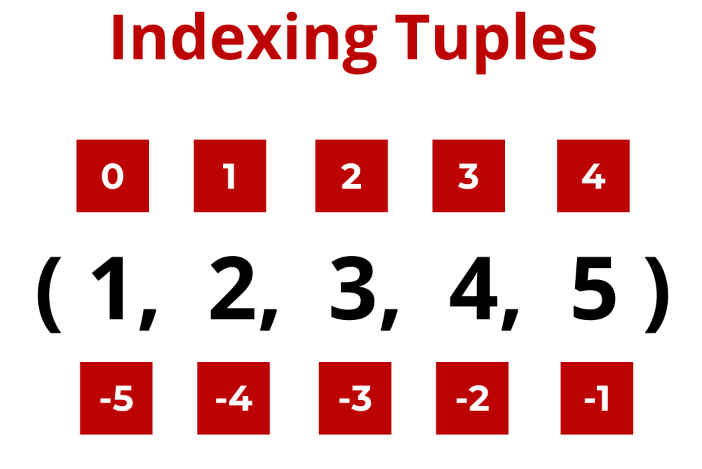 Indexing Tuples
0 1 2 3 4
( 1, 2, 3, 4, 5 )
-5 -4 -3 -2 -1